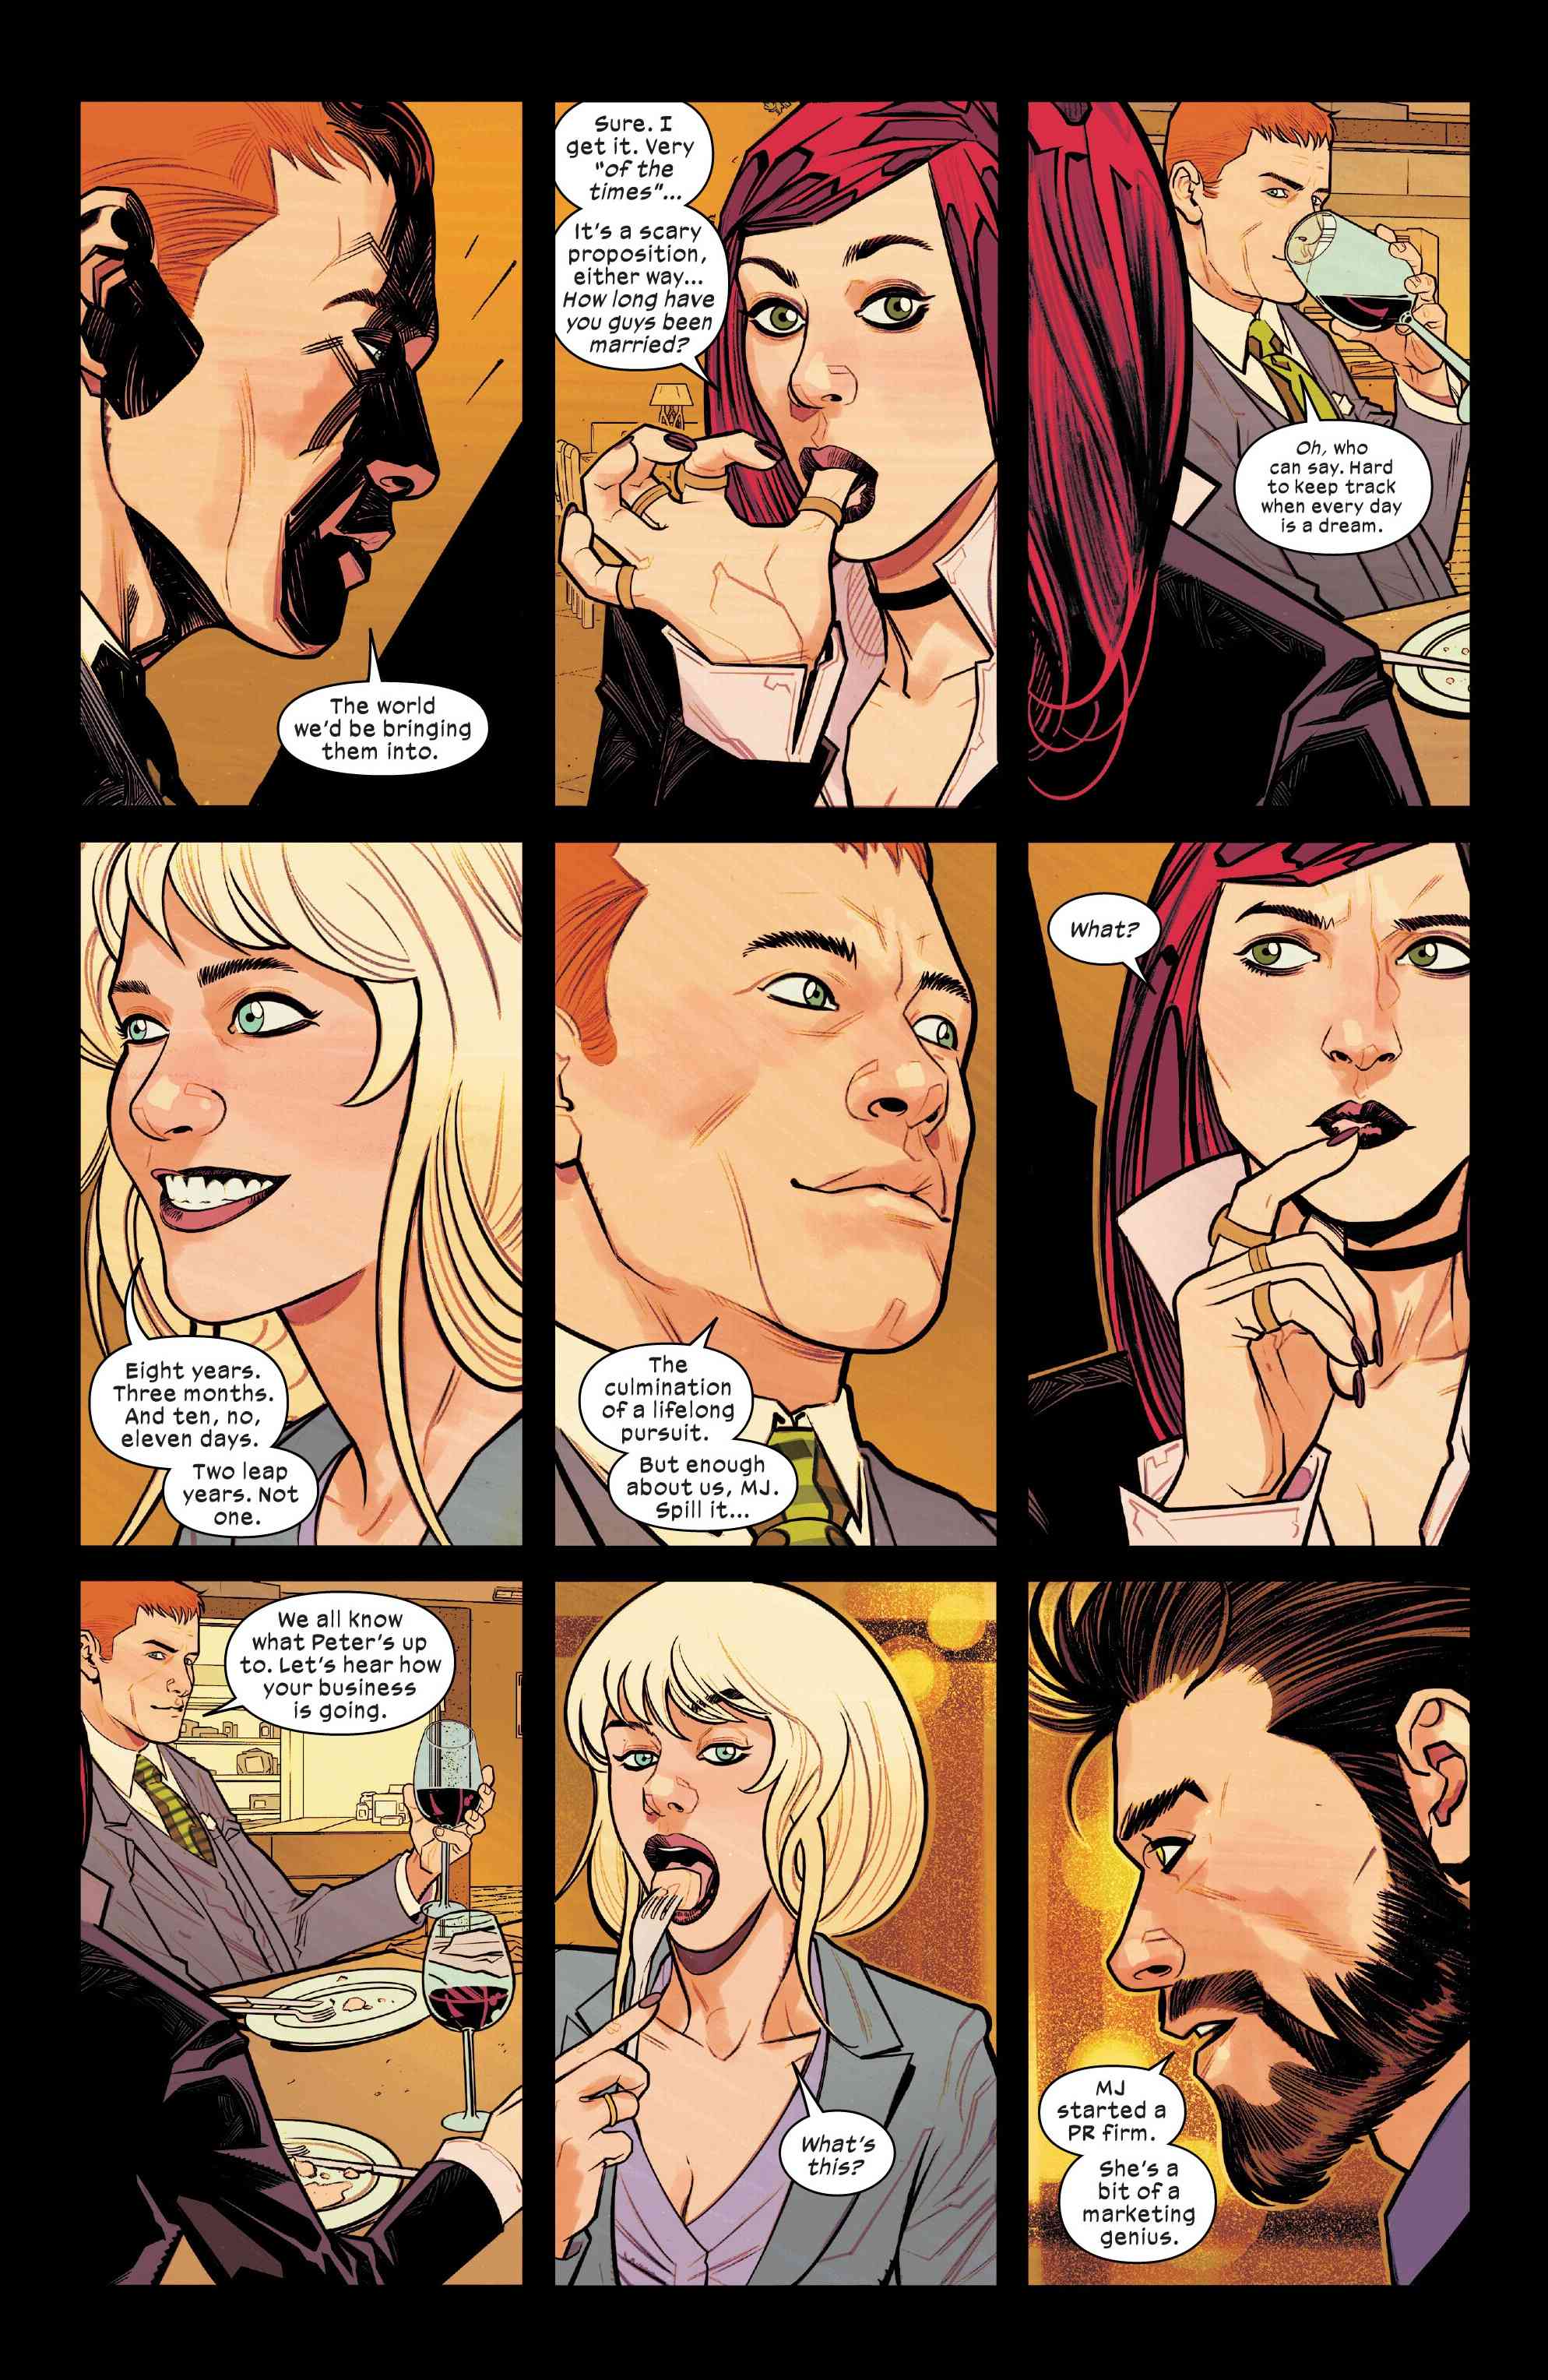 The world
we'd be bringing
them into.
Sure. I
get it. Very
"of the
times"...
It's a scary
proposition,
either way...
How long have
you guys been
married?
Oh, who
can say. Hard
to keep track
when every day
is a dream.
Eight years.
Three months.
And ten, no,
eleven days.
Two leap
years. Not
one.
The
culmination
of a lifelong
pursuit.
But enough
about us, MJ.
Spill it...
What?
We all know
what Peter's up
to. Let's hear how
your business
is going.
What's
this?
MJ
started a
PR firm.
She's a
bit of a
marketing
genius.